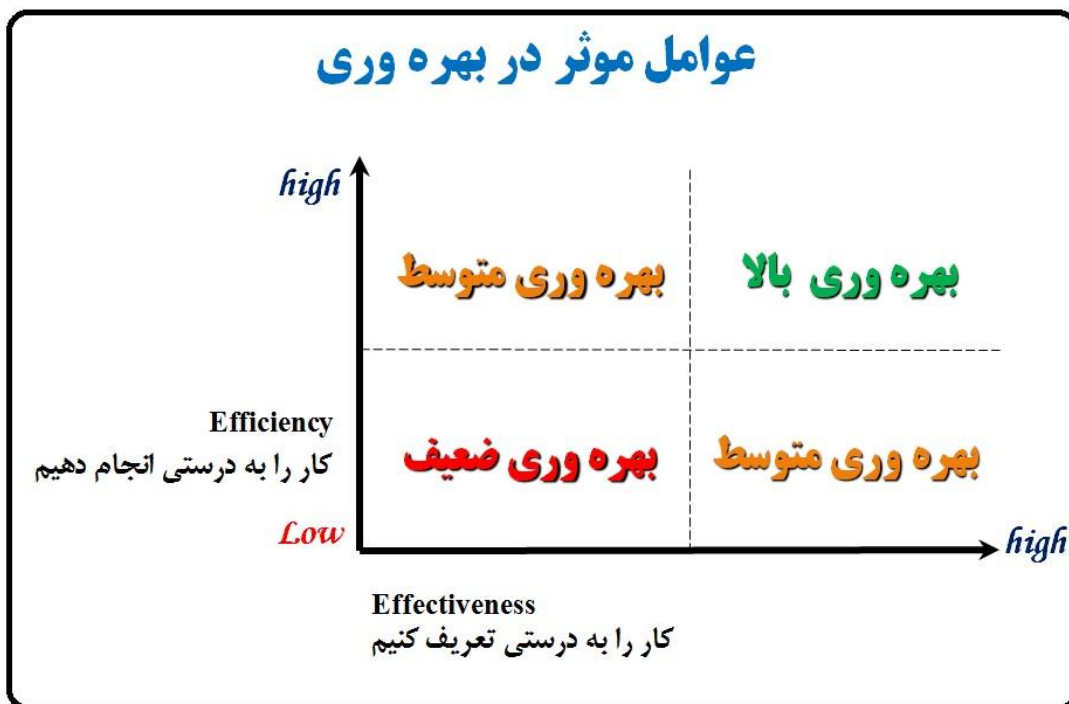 عوامل موثر در بهره وری
high
بهره وری متوسط
بهره وری بالا
Efficiency
کار را به درستی انجام دهیم
بهره وری ضعیف
بهره وری متوسط
Low
high
Effectiveness
کار را به درستی تعریف کنیم